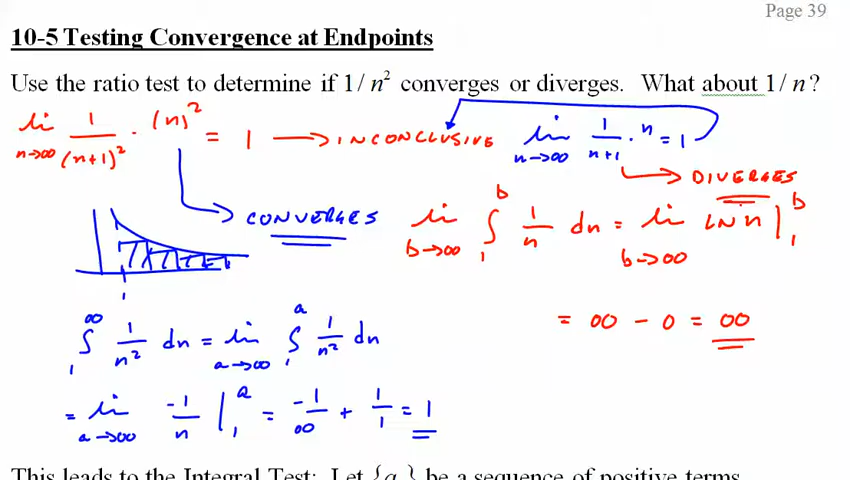 Page 39
10-5 Testing Convergence at Endpoints
Use the ratio test to determine if 1/n² converges or diverges. What about 1/n?
lim n→∞ 1/(n+1)² · (n)²/ = 1 → INCONCLUSIVE lim n→∞ 1/n+1 · n = 1
DIVERGES
CONVERGES
lim b→∞ ∫₁ᵇ 1/n dn = lim b→∞ LN n |₁ᵇ
1
= ∞ - 0 = ∞
∫₁^∞ 1/n² dn = lim a→∞ ∫₁ᵃ 1/n² dn
= lim a→∞ -1/n |₁ᵃ = -1/∞ + 1/1 = 1
This leads to the Integral Test: Let {aₙ} be a sequence of positive terms